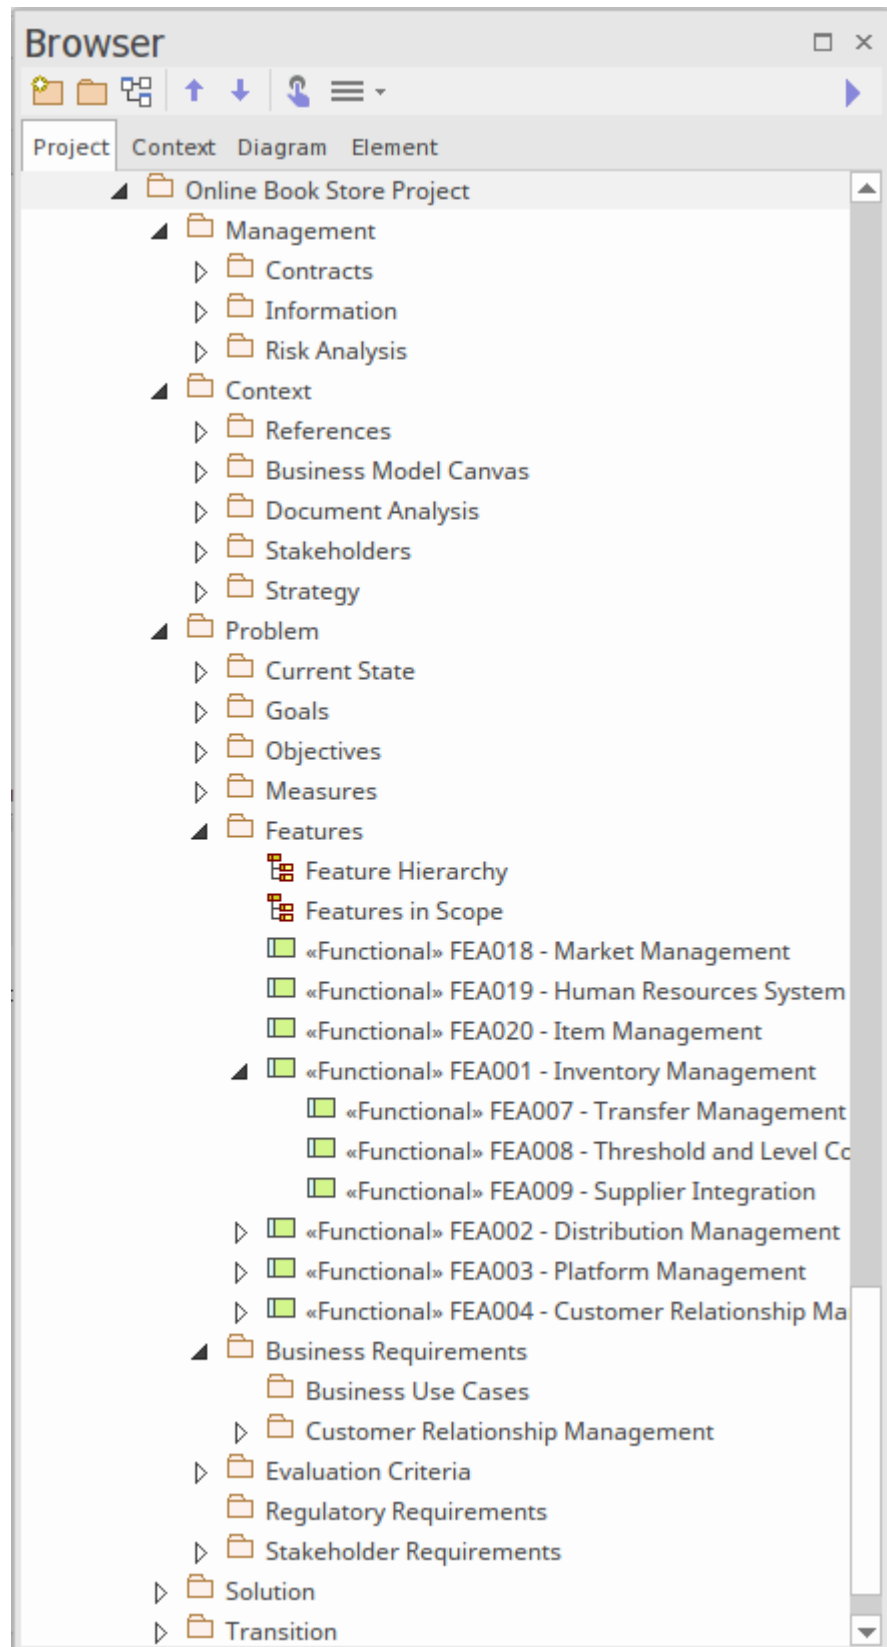 Browser
Project Context Diagram Element
Online Book Store Project
Management
Contracts
Information
Risk Analysis
Context
References
Business Model Canvas
Document Analysis
Stakeholders
Strategy
Problem
Current State
Goals
Objectives
Measures
Features
Feature Hierarchy
Features in Scope
«Functional» FEA018 - Market Management
«Functional» FEA019 - Human Resources System
«Functional» FEA020 - Item Management
«Functional» FEA001 - Inventory Management
«Functional» FEA007 - Transfer Management
«Functional» FEA008 - Threshold and Level Co
«Functional» FEA009 - Supplier Integration
«Functional» FEA002 - Distribution Management
«Functional» FEA003 - Platform Management
«Functional» FEA004 - Customer Relationship Ma
Business Requirements
Business Use Cases
Customer Relationship Management
Evaluation Criteria
Regulatory Requirements
Stakeholder Requirements
Solution
Transition